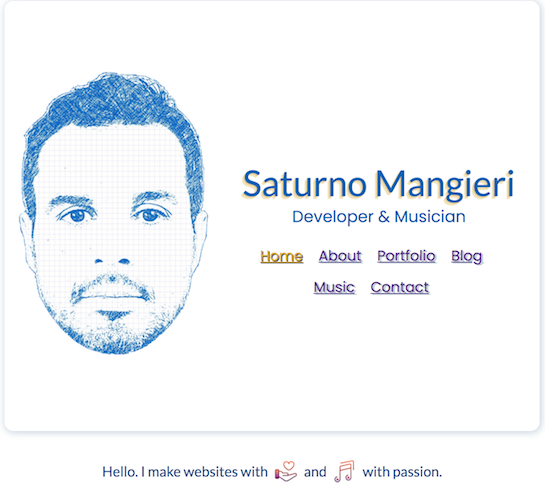 Saturno Mangieri
Developer & Musician
Home About Portfolio Blog
Music Contact
Hello. I make websites with and with passion.